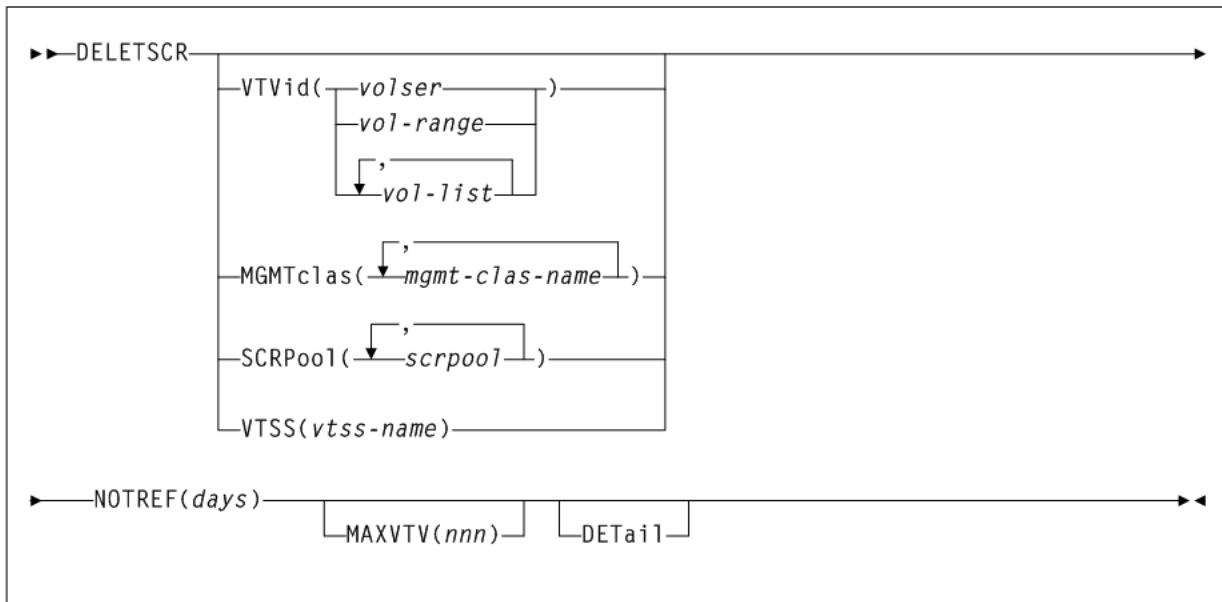 DELETSCR
VTVid( volser )
vol-range
,
vol-list
,
MGMTclas( mgmt-clas-name )
,
SCRPool( scrpool )
VTSS(vtss-name)
NOTREF(days)
MAXVTV(nnn) DETail